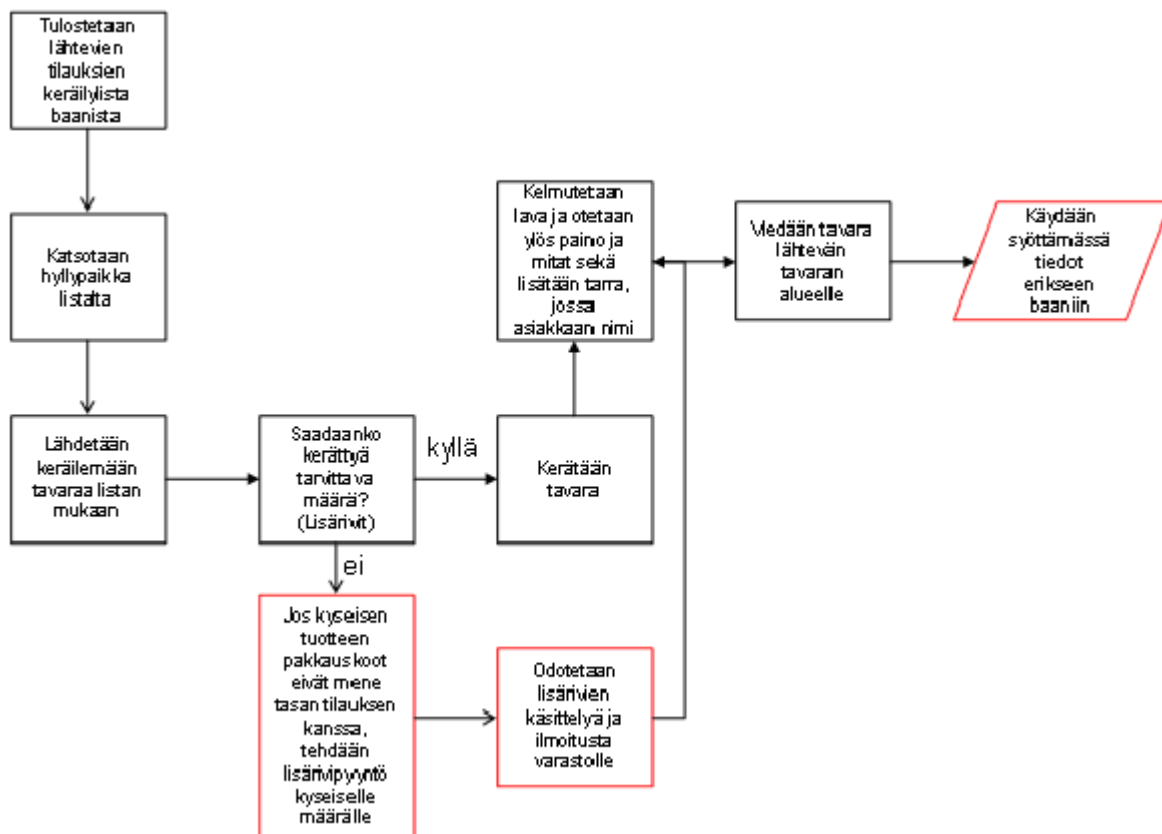 Tulostetaan
lähtevien
tilauksien
keräilylista
baanista
Katsotaan
hyllypaikka
listalta
Lähdetään
keräilemään
tavaraa listan
mukaan
Saadaanko
kerättyä
tarvittava
määrä?
(Lisärivit)
kyllä
ei
Kerätään
tavara
Kelmutetaan
lava ja otetaan
ylös paino ja
mitat sekä
lisätään tarra,
jossa
asiakkaan nimi
Viedään tavara
lähtevän
tavaran
alueelle
Käydään
syöttämässä
tiedot
erikseen
baaniin
Jos kyseisen
tuotteen
pakkauskoot
eivät mene
tasan tilauksen
kanssa,
tehdään
lisärivipyyntö
kyseiselle
määrälle
Odotetaan
lisärivien
käsittelyä ja
ilmoitusta
varastolle